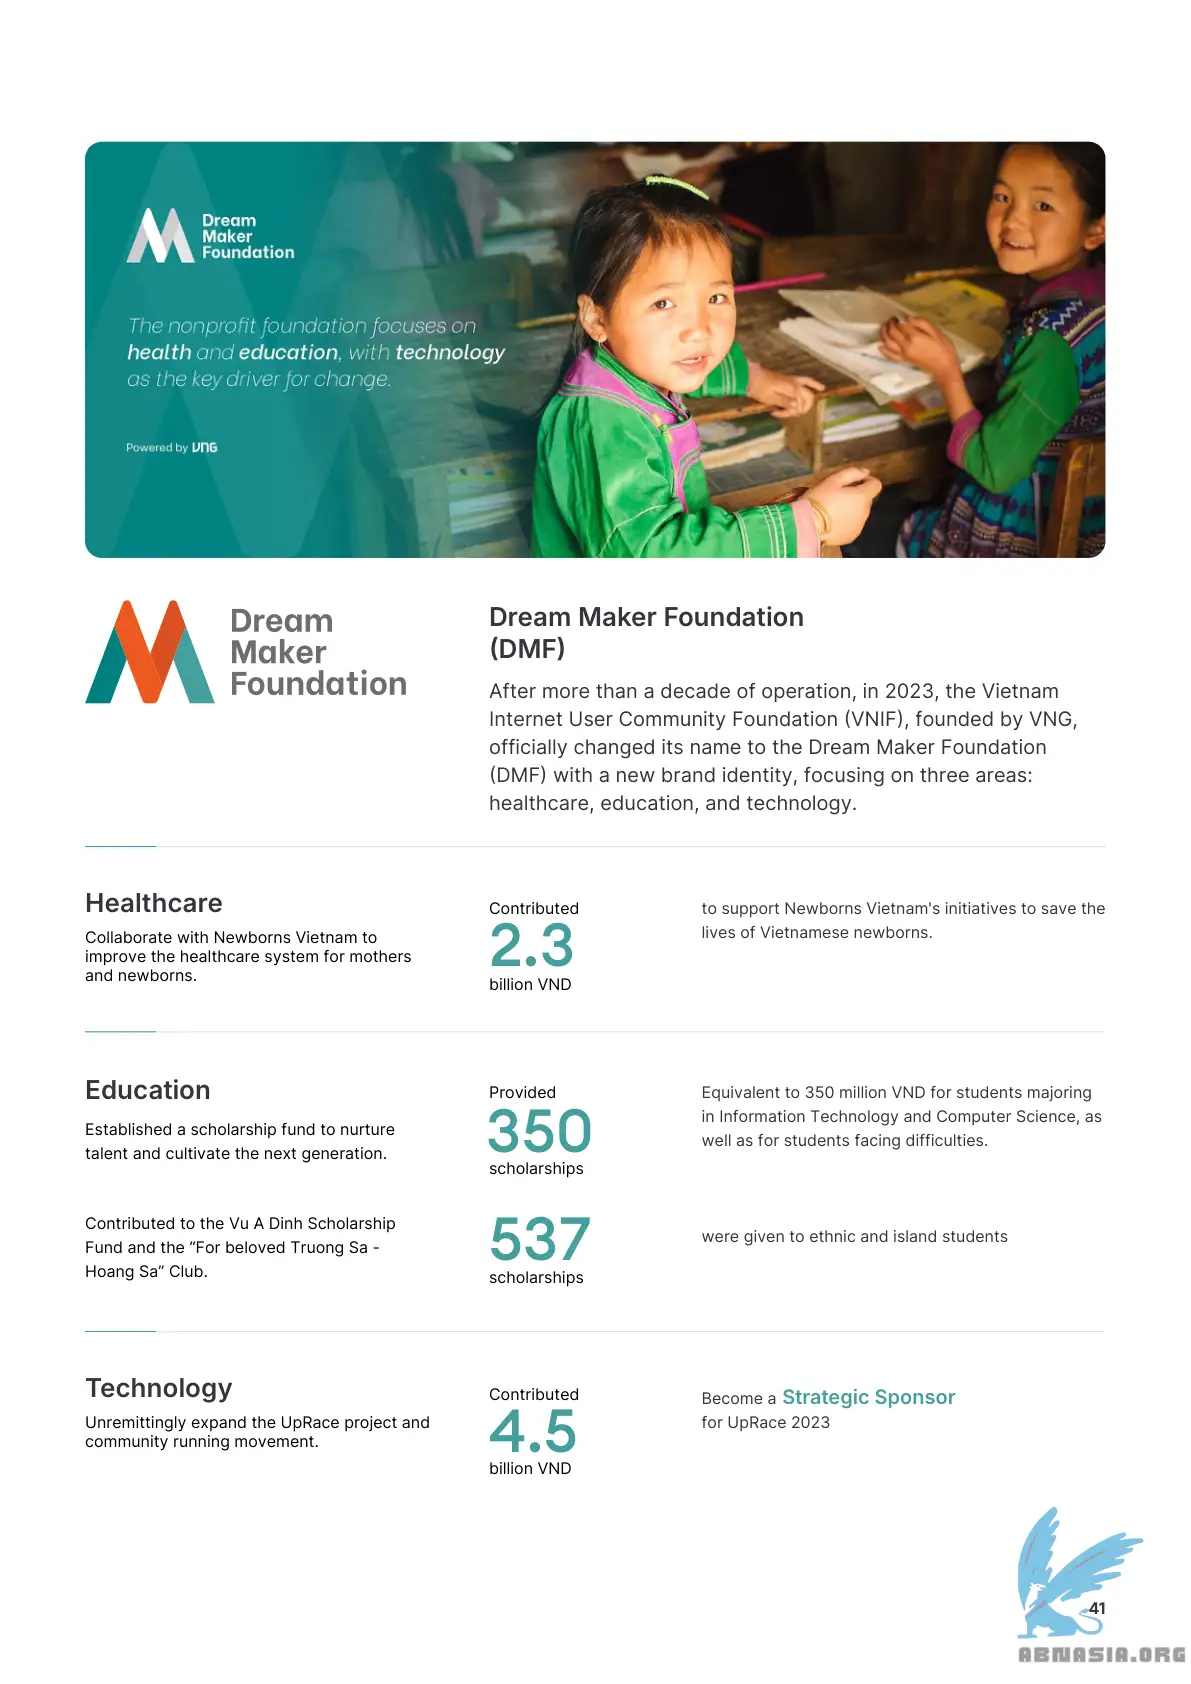 Dream
Maker
Foundation
The nonprofit foundation focuses on
health and education, with technology
as the key driver for change.
Powered by VNG
Dream
Maker
Foundation
Dream Maker Foundation
(DMF)
After more than a decade of operation, in 2023, the Vietnam
Internet User Community Foundation (VNIF), founded by VNG,
officially changed its name to the Dream Maker Foundation
(DMF) with a new brand identity, focusing on three areas:
healthcare, education, and technology.
Healthcare
Collaborate with Newborns Vietnam to
improve the healthcare system for mothers
and newborns.
Contributed
2.3
billion VND
to support Newborns Vietnam's initiatives to save the
lives of Vietnamese newborns.
Education
Established a scholarship fund to nurture
talent and cultivate the next generation.
Provided
350
scholarships
Equivalent to 350 million VND for students majoring
in Information Technology and Computer Science, as
well as for students facing difficulties.
Contributed to the Vu A Dinh Scholarship
Fund and the “For beloved Truong Sa -
Hoang Sa” Club.
537
scholarships
were given to ethnic and island students
Technology
Unremittingly expand the UpRace project and
community running movement.
Contributed
4.5
billion VND
Become a Strategic Sponsor
for UpRace 2023
41
ABNASIA.ORG